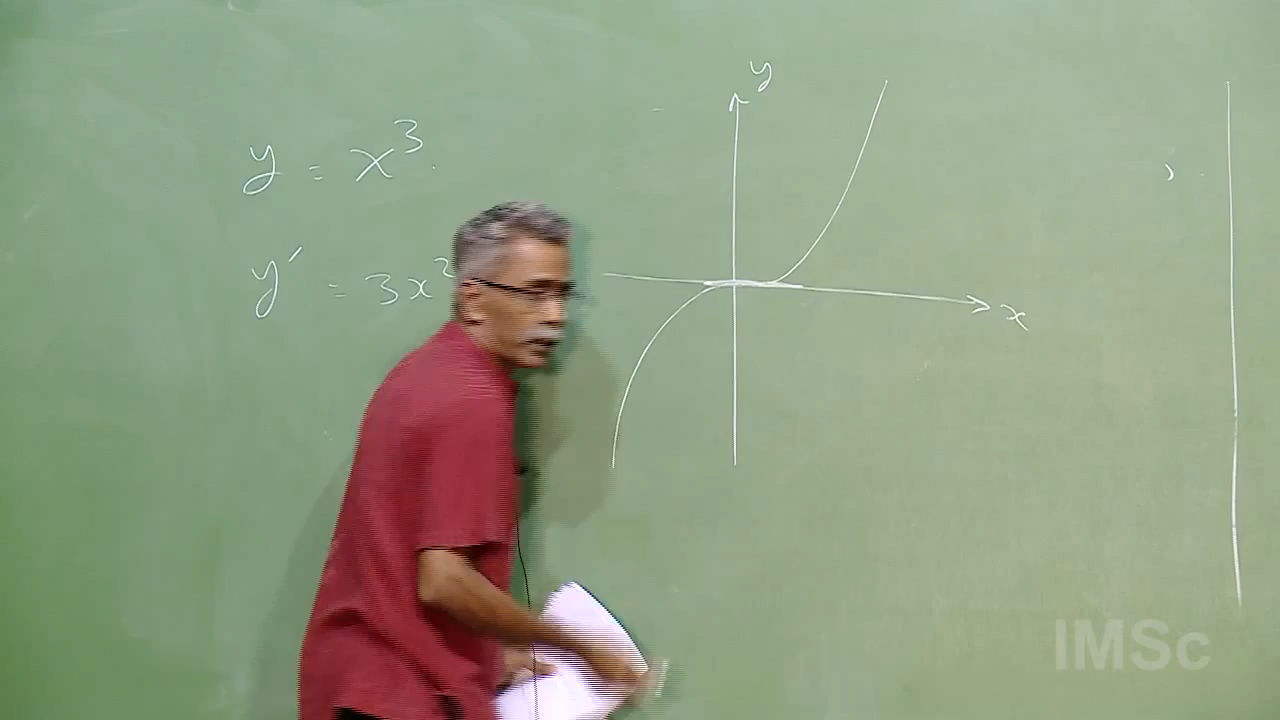 y = x³.
y′ = 3x²
y
x
IMSc